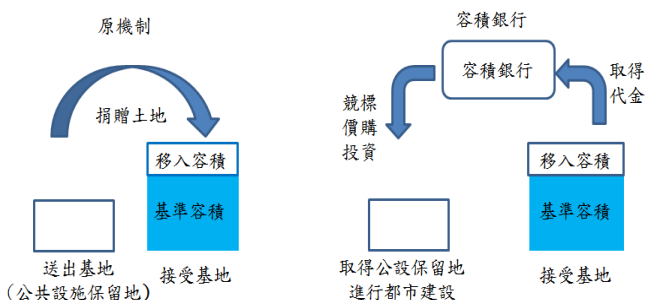 原機制
捐贈土地
移入容積
基準容積
送出基地
（公共設施保留地）
接受基地
容積銀行
容積銀行
競標
價購
投資
取得
代金
移入容積
基準容積
取得公設保留地
進行都市建設
接受基地